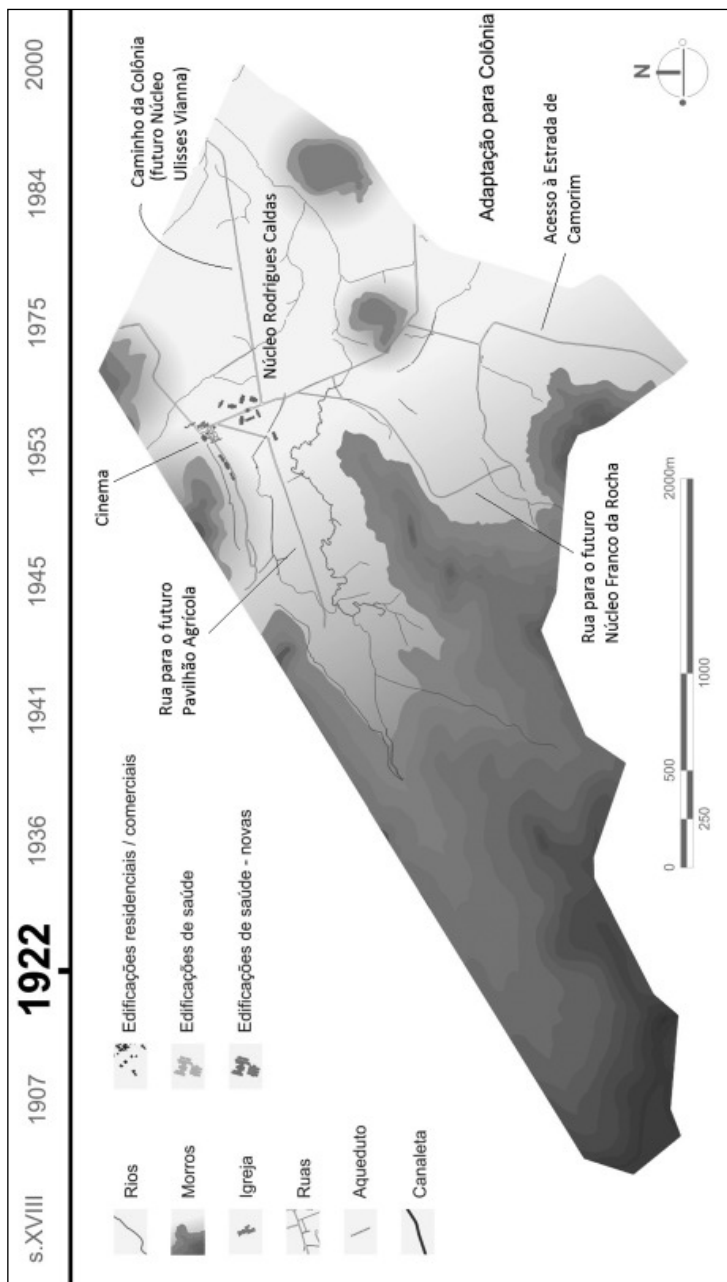 s.XVIII
1907
1922
1936
1941
1945
1953
1975
1984
2000
Rios
Morros
Igreja
Ruas
Aqueduto
Canaleta
Edificações residenciais / comerciais
Edificações de saúde
Edificações de saúde - novas
Rua para o futuro
Pavilhão Agrícola
Cinema
Núcleo Rodrigues Caldas
Caminho da Colônia
(futuro Núcleo
Ulisses Vianna)
Adaptação para Colônia
Acesso à Estrada de
Camorim
Rua para o futuro
Núcleo Franco da Rocha
N
0
250
500
1000
2000m